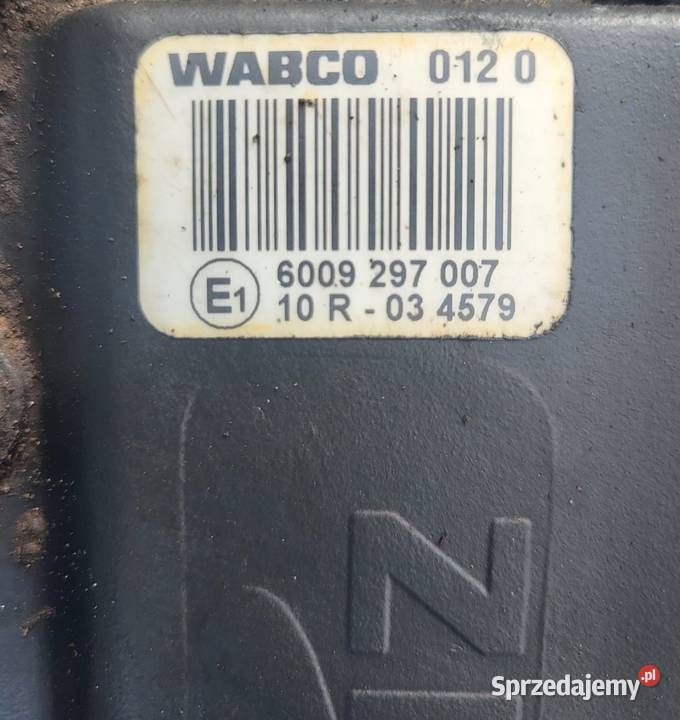 WABCO 012 0
E1 6009 297 007
10 R - 03 4579
Sprzedajemy.pl